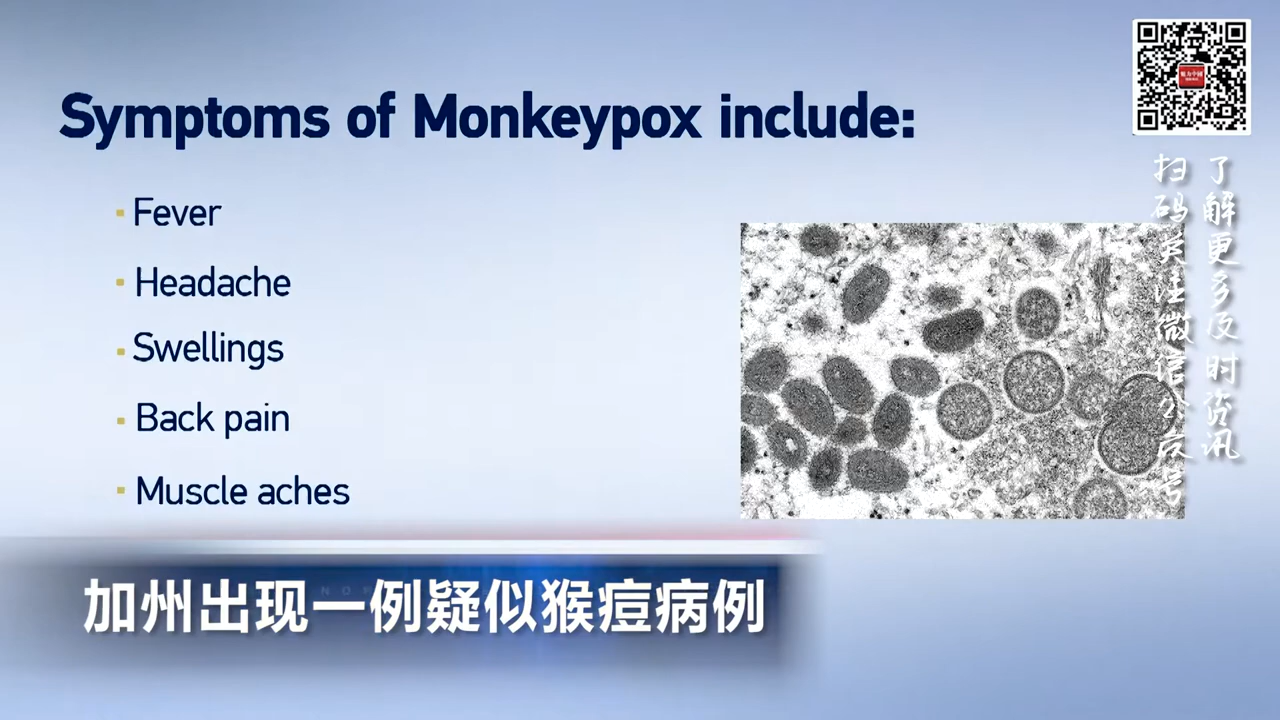 Symptoms of Monkeypox include:
Fever
Headache
Swellings
Back pain
Muscle aches
加州出现一例疑似猴痘病例
了解更多及时资讯
扫码关注微信公众号